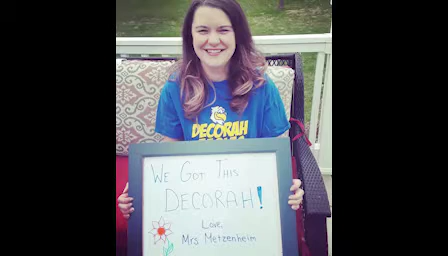 DECORAH
WE GOT THIS
DECORAH!
Love,
Mrs Metzenheim